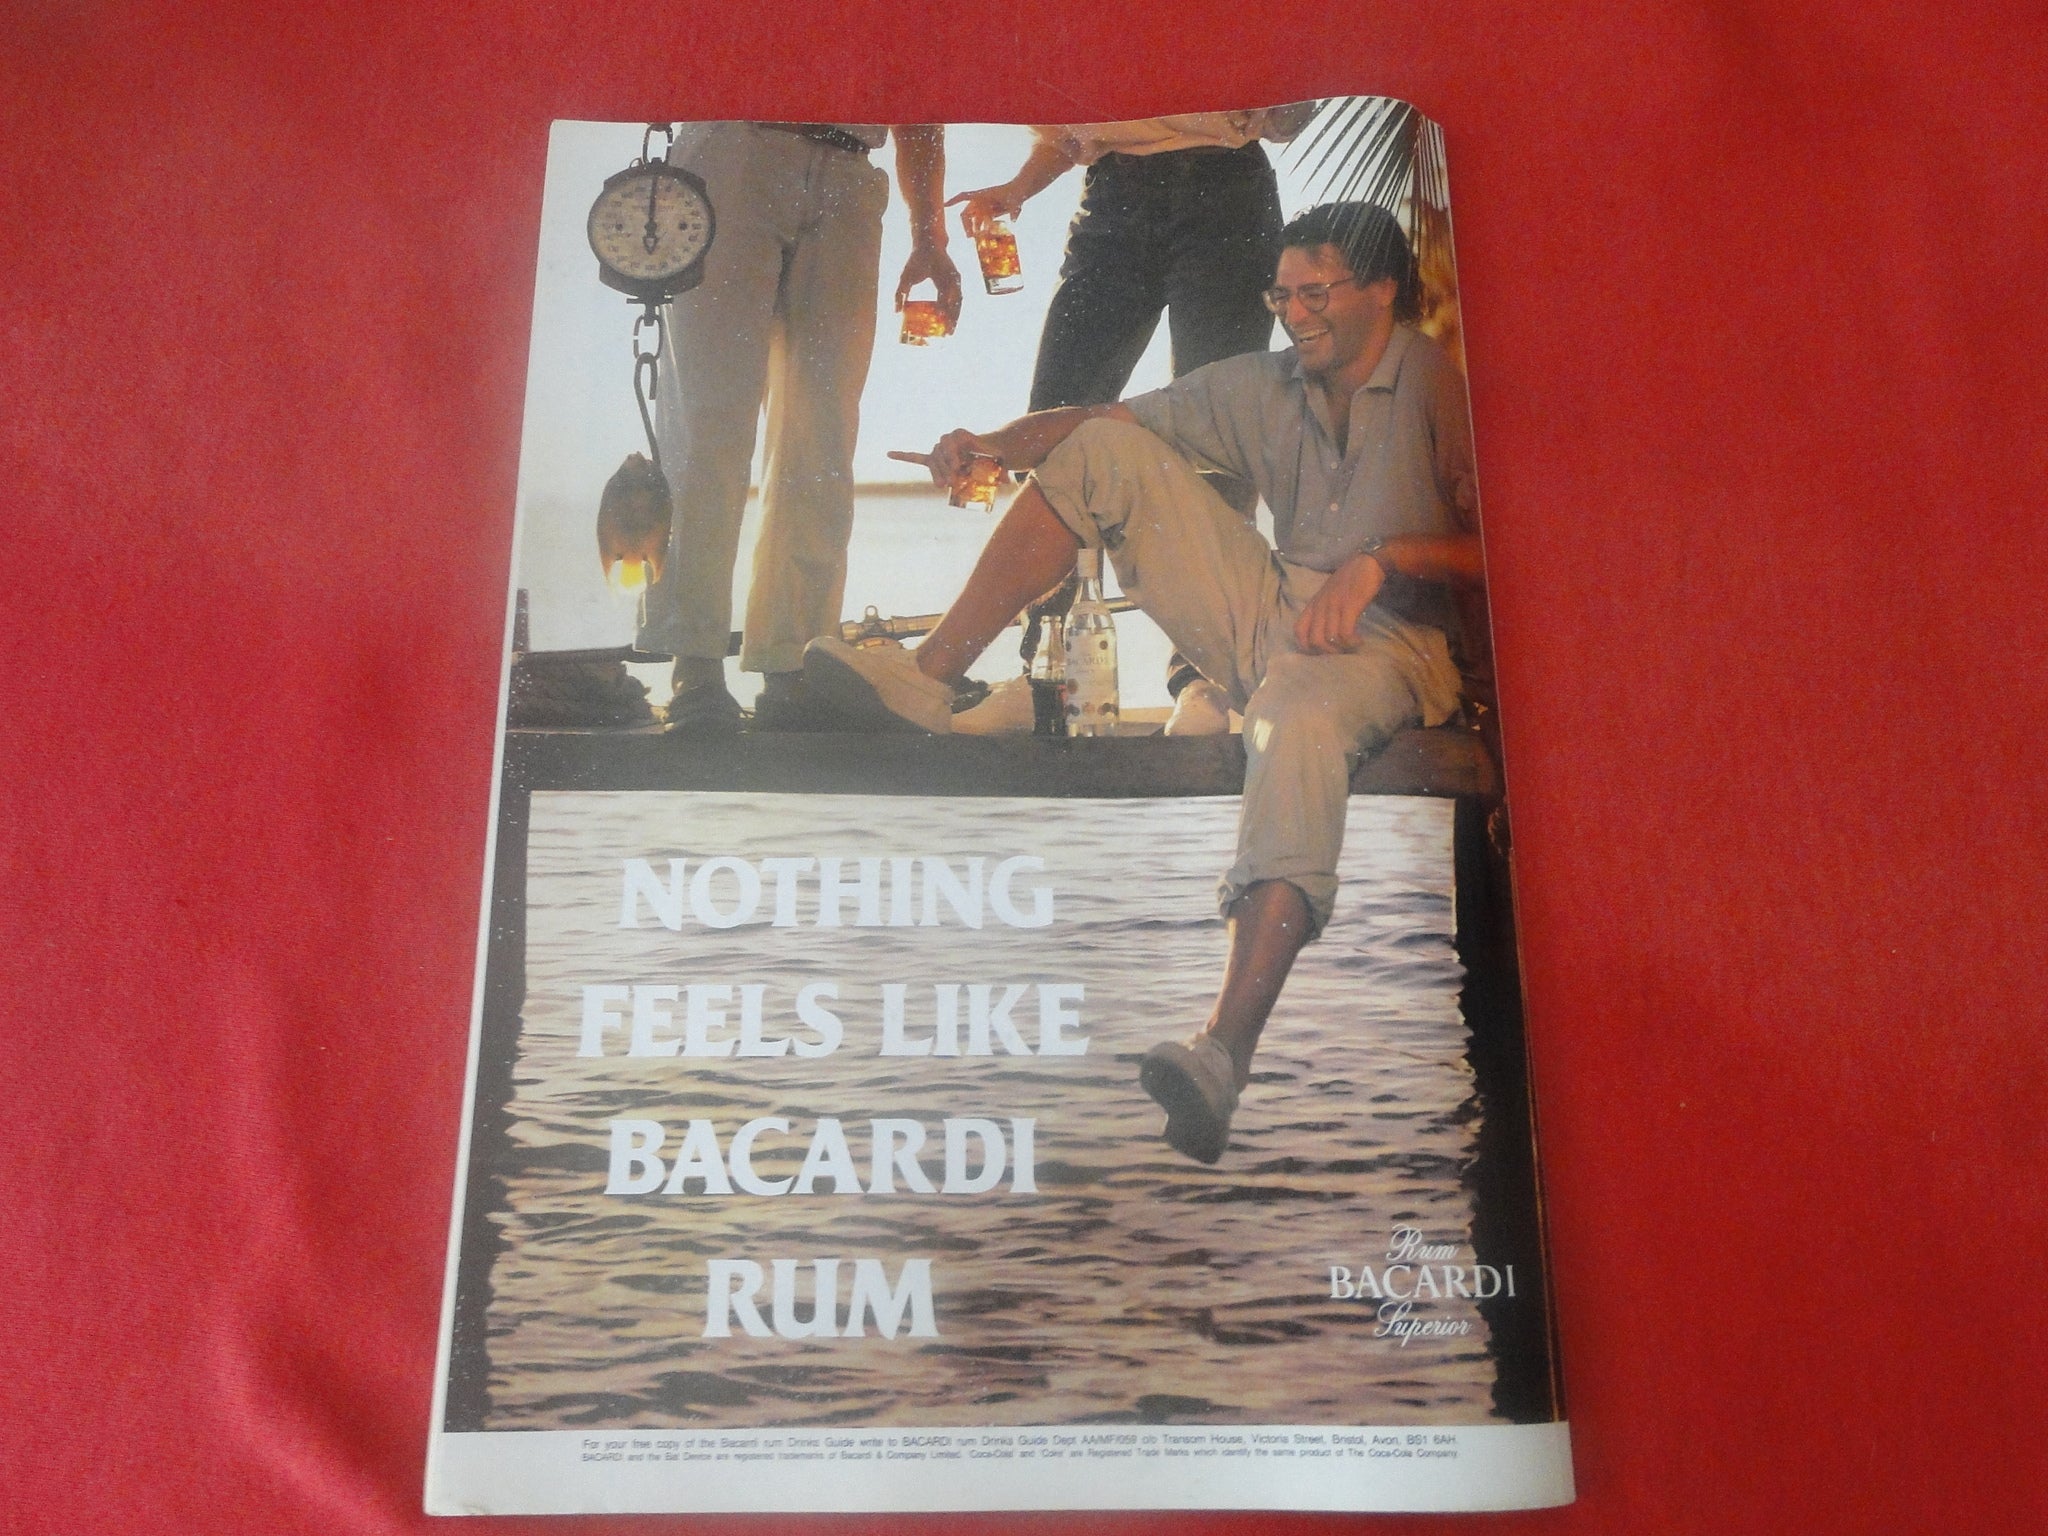 BACARDI
NOTHING
FEELS LIKE
BACARDI
RUM
Rum
BACARDI
Superior
For your free copy of the Bacardi rum Drinks Guide write to BACARDI rum Drinks Guide Dept AA/MF/059 c/o Transom House, Victoria Street, Bristol, Avon, BS1 6AH.
BACARDI and the Bat Device are registered trademarks of Bacardi & Company Limited. 'Coca-Cola' and 'Coke' are Registered Trade Marks which identify the same product of The Coca-Cola Company.